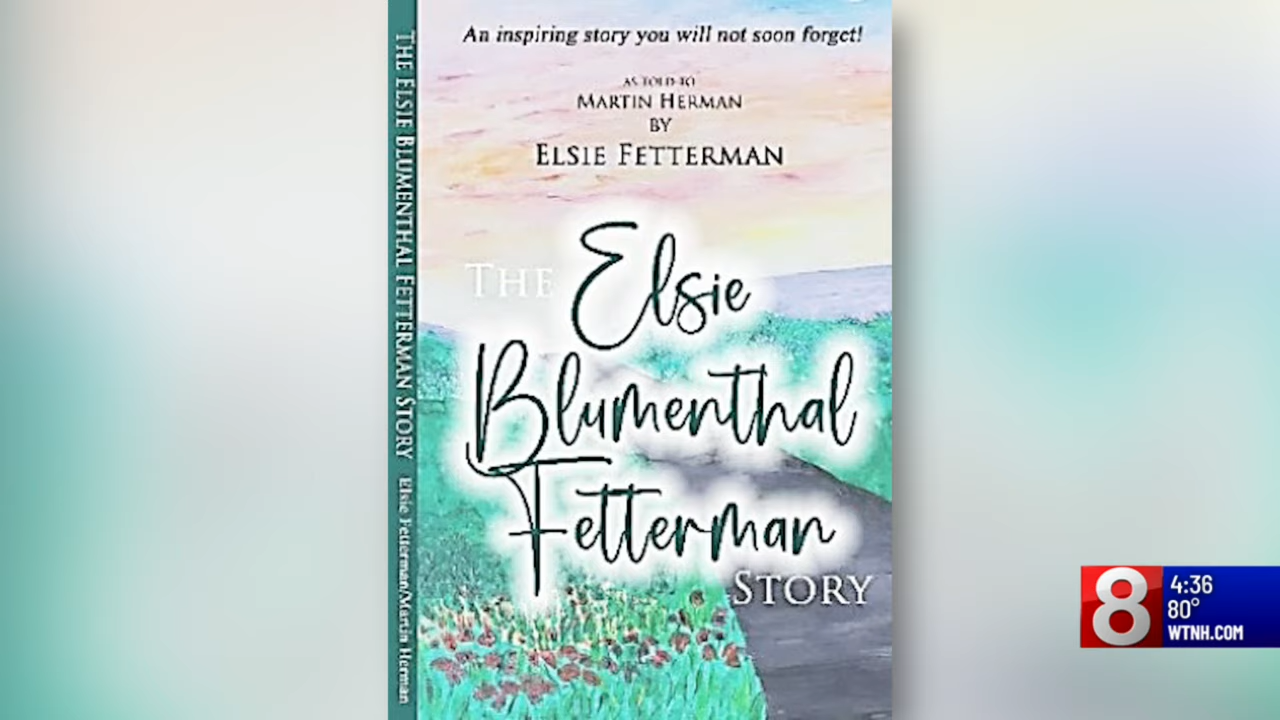 THE ELSIE BLUMENTHAL FETTERMAN STORY Elsie Fetterman/Martin Herman
An inspiring story you will not soon forget!
AS TOLD TO
MARTIN HERMAN
BY
ELSIE FETTERMAN
THE Elsie
Blumenthal
Fetterman
STORY
8
4:36
80°
WTNH.COM